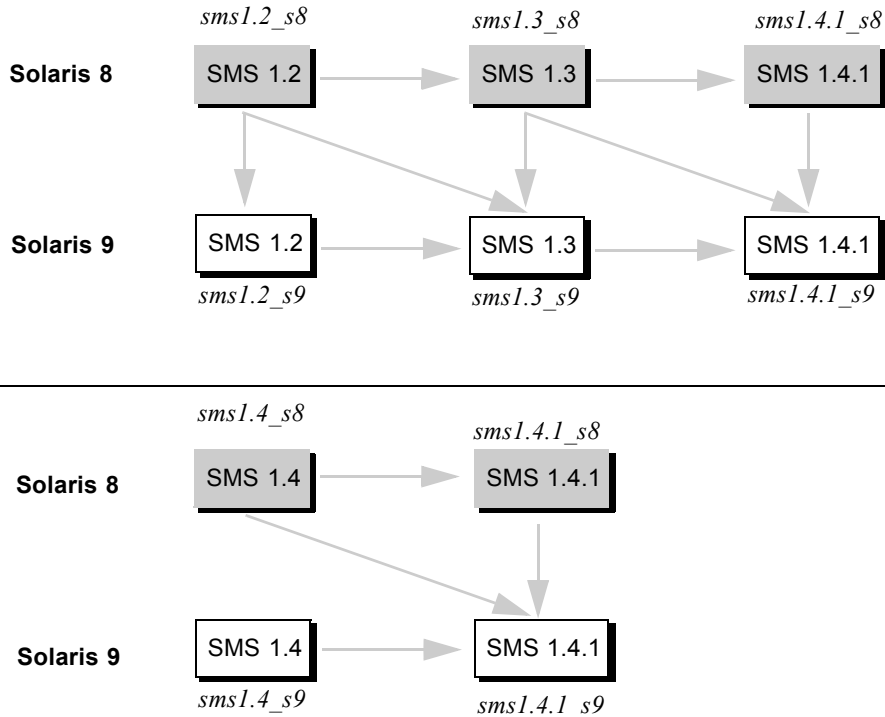 sms1.2_s8 sms1.3_s8 sms1.4.1_s8
Solaris 8 SMS 1.2 SMS 1.3 SMS 1.4.1
Solaris 9 SMS 1.2 SMS 1.3 SMS 1.4.1
sms1.2_s9 sms1.3_s9 sms1.4.1_s9
sms1.4_s8 sms1.4.1_s8
Solaris 8 SMS 1.4 SMS 1.4.1
Solaris 9 SMS 1.4 SMS 1.4.1
sms1.4_s9 sms1.4.1_s9